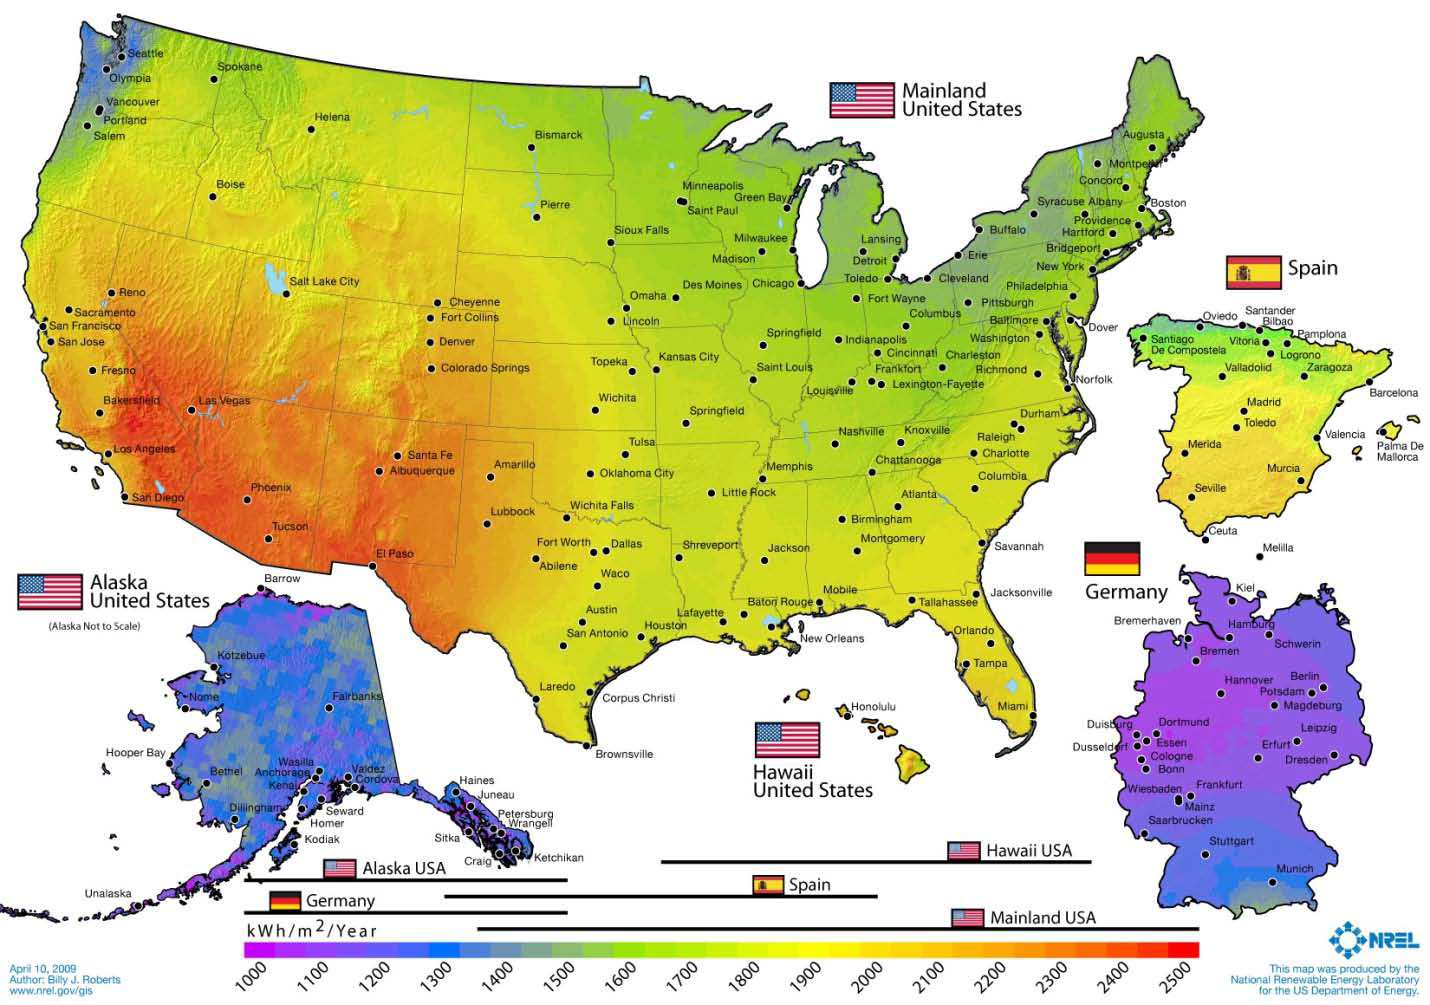 Mainland
United States
Seattle
Olympia
Spokane
Vancouver
Portland
Salem
Helena
Bismarck
Boise
Pierre
Minneapolis
Saint Paul
Green Bay
Augusta
Montpelier
Concord
Syracuse Albany
Boston
Providence
Hartford
Bridgeport
Buffalo
New York
Sioux Falls
Milwaukee
Madison
Lansing
Detroit
Erie
Toledo
Cleveland
Chicago
Des Moines
Fort Wayne
Philadelphia
Pittsburgh
Omaha
Lincoln
Reno
Sacramento
San Francisco
San Jose
Salt Lake City
Cheyenne
Fort Collins
Denver
Colorado Springs
Columbus
Baltimore
Dover
Washington
Springfield
Indianapolis
Cincinnati
Charleston
Richmond
Norfolk
Topeka
Kansas City
Saint Louis
Frankfort
Louisville
Lexington-Fayette
Fresno
Bakersfield
Las Vegas
Wichita
Springfield
Durham
Raleigh
Nashville
Knoxville
Charlotte
Los Angeles
Santa Fe
Albuquerque
Amarillo
Tulsa
Oklahoma City
Memphis
Chattanooga
Columbia
San Diego
Phoenix
Little Rock
Atlanta
Tucson
Lubbock
Wichita Falls
Birmingham
Montgomery
El Paso
Fort Worth
Dallas
Abilene
Shreveport
Jackson
Savannah
Waco
Austin
San Antonio
Houston
Lafayette
Baton Rouge
Mobile
Tallahassee
Jacksonville
New Orleans
Orlando
Tampa
Miami
Laredo
Corpus Christi
Brownsville
Spain
Oviedo
Santander
Bilbao
Pamplona
Santiago
De Compostela
Vitoria
Logrono
Valladolid
Zaragoza
Barcelona
Madrid
Toledo
Valencia
Palma De
Mallorca
Merida
Murcia
Seville
Ceuta
Melilla
Germany
Kiel
Bremerhaven
Hamburg
Schwerin
Bremen
Hannover
Berlin
Potsdam
Magdeburg
Duisburg
Dortmund
Essen
Dusseldorf
Cologne
Bonn
Leipzig
Erfurt
Dresden
Wiesbaden
Frankfurt
Mainz
Saarbrucken
Stuttgart
Munich
Alaska
United States
(Alaska Not to Scale)
Barrow
Kotzebue
Nome
Fairbanks
Hooper Bay
Bethel
Wasilla
Anchorage
Kenai
Valdez
Cordova
Dillingham
Seward
Homer
Kodiak
Haines
Juneau
Petersburg
Wrangell
Sitka
Craig
Ketchikan
Unalaska
Honolulu
Hawaii
United States
Hawaii USA
Alaska USA
Spain
Germany
Mainland USA
kWh/m2/Year
1000 1100 1200 1300 1400 1500 1600 1700 1800 1900 2000 2100 2200 2300 2400 2500
April 10, 2009
Author: Billy J. Roberts
www.nrel.gov/gis
NREL
This map was produced by the
National Renewable Energy Laboratory
for the US Department of Energy.